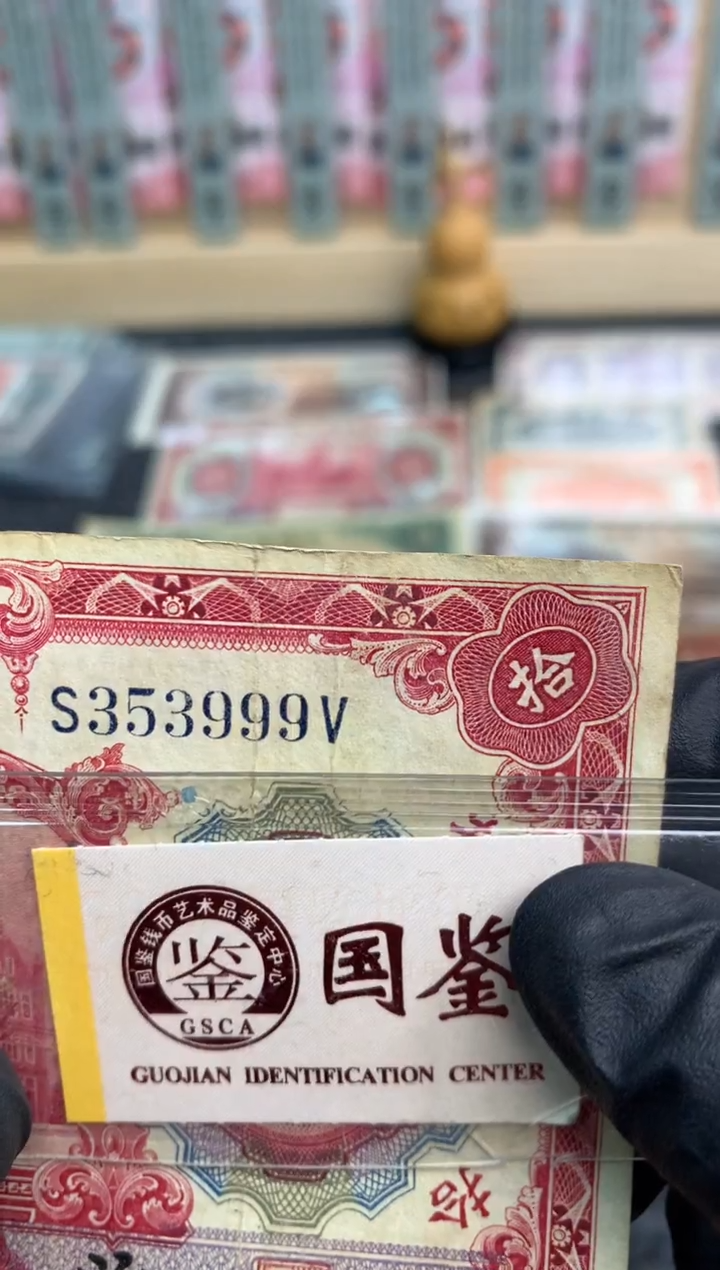 拾
S353999V
国鉴钱币艺术品鉴定中心
鉴
GSCA
国鉴
GUOJIAN IDENTIFICATION CENTER
拾